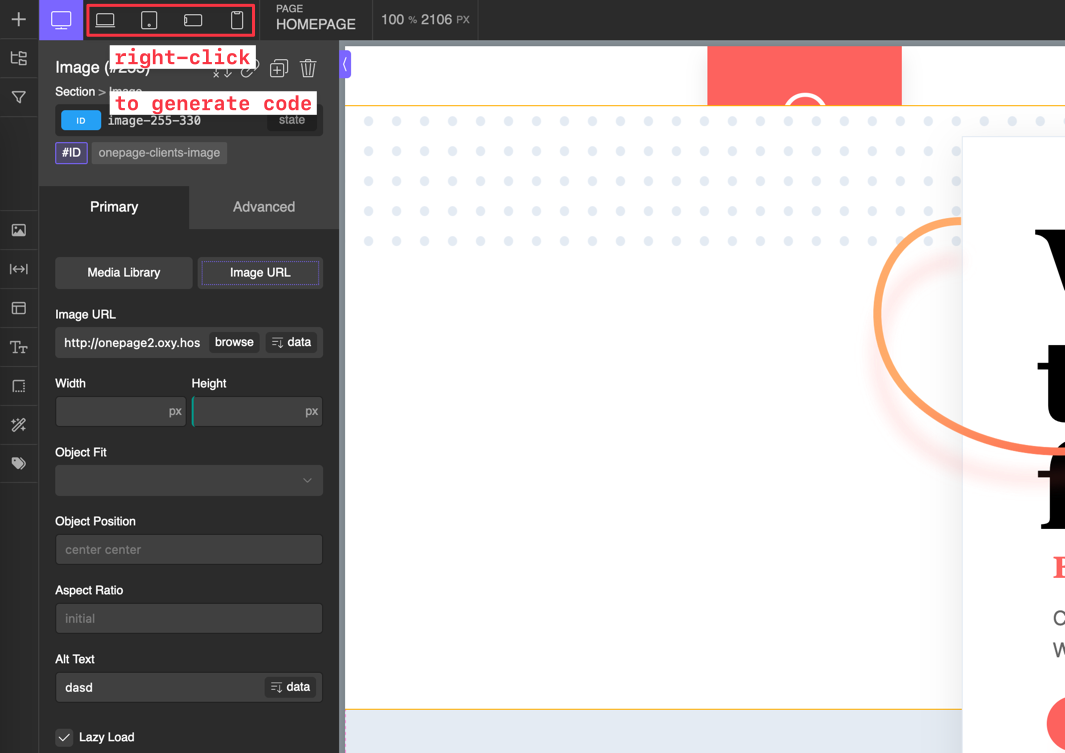 PAGE
HOMEPAGE
100 % 2106 PX
right-click
Image (#255)
Section > Image
to generate code
ID image-255-330 state
#ID onepage-clients-image
Primary Advanced
Media Library Image URL
Image URL
http://onepage2.oxy.hos browse data
Width Height
px px
Object Fit
Object Position
center center
Aspect Ratio
initial
Alt Text
dasd data
Lazy Load